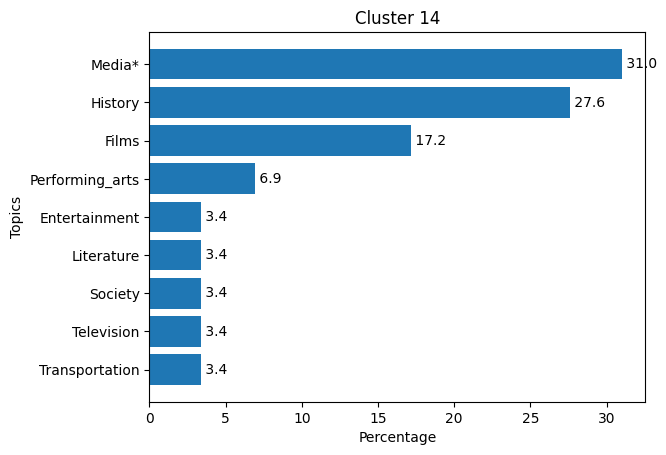 Cluster 14
Topics
Media* 31.0
History 27.6
Films 17.2
Performing_arts 6.9
Entertainment 3.4
Literature 3.4
Society 3.4
Television 3.4
Transportation 3.4
0 5 10 15 20 25 30
Percentage